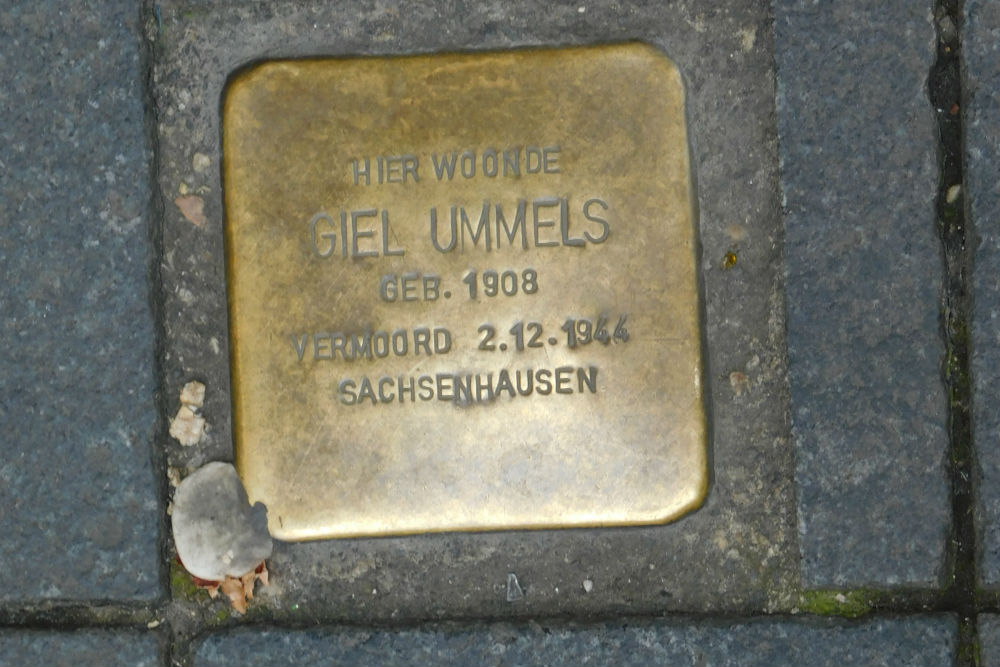 HIER WOONDE
GIEL UMMELS
GEB. 1908
VERMOORD 2.12.1944
SACHSENHAUSEN